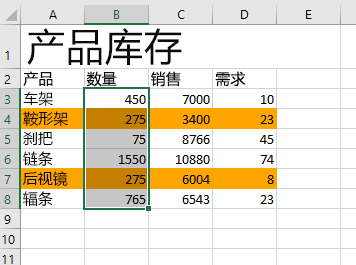 A B C D E F
1 产品库存
2 产品 数量 销售 需求
3 车架 450 7000 10
4 鞍形架 275 3400 23
5 刹把 75 8766 45
6 链条 1550 10880 74
7 后视镜 275 6004 8
8 辐条 765 6543 23
9
10
11